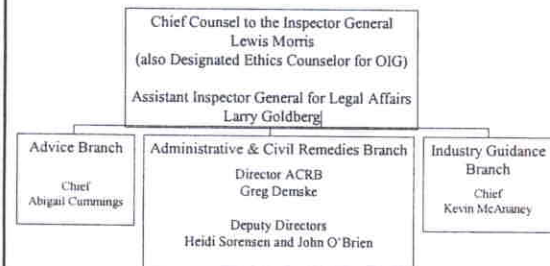 Chief Counsel to the Inspector General
Lewis Morris
(also Designated Ethics Counselor for OIG)
Assistant Inspector General for Legal Affairs
Larry Goldberg
Advice Branch
Chief
Abigail Cummings
Administrative & Civil Remedies Branch
Director ACRB
Greg Demske
Deputy Directors
Heidi Sorensen and John O'Brien
Industry Guidance
Branch
Chief
Kevin McAnaney